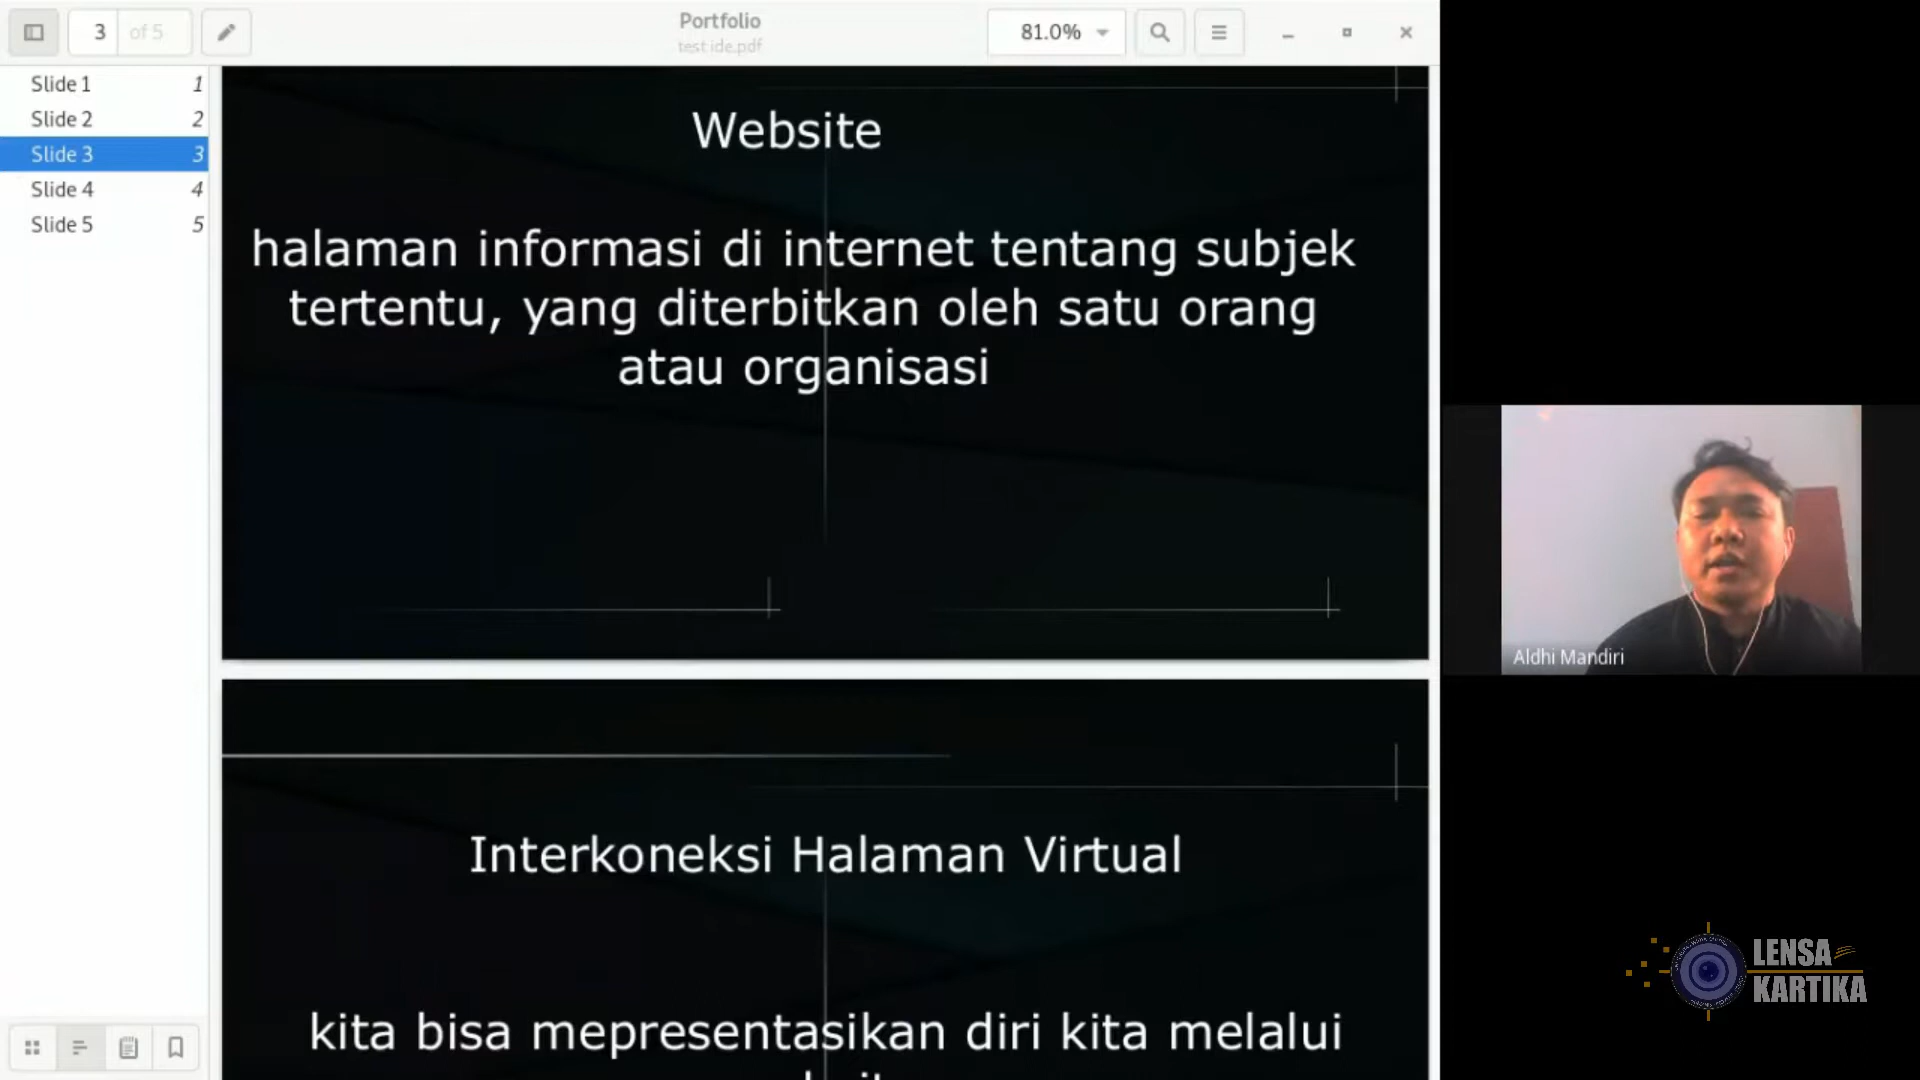 3 of 5
Portfolio
test ide.pdf
81.0%
Slide 1 1
Slide 2 2
Slide 3 3
Slide 4 4
Slide 5 5
Website
halaman informasi di internet tentang subjek
tertentu, yang diterbitkan oleh satu orang
atau organisasi
Interkoneksi Halaman Virtual
kita bisa mepresentasikan diri kita melalui
Aldhi Mandiri
LENSA
KARTIKA